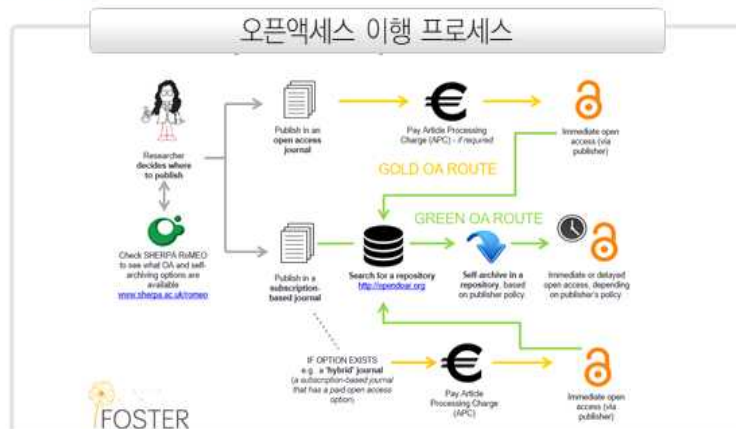 오픈액세스 이행 프로세스
Researcher
decides where
to publish
Check SHERPA RoMEO
to see what OA and self-
archiving options are
available
www.sherpa.ac.uk/romeo
Publish in an
open access
journal
Pay Article Processing
Charge (APC) - if required
Immediate open
access (via
publisher)
GOLD OA ROUTE
GREEN OA ROUTE
Publish in a
subscription-
based journal
Search for a repository
http://opendoar.org
Self-archive in a
repository, based
on publisher policy
Immediate or delayed
open access, depending
on publisher's policy
IF OPTION EXISTS
e.g. a 'hybrid' journal
(a subscription-based journal
that has a paid open access
option)
Pay Article
Processing Charge
(APC)
Immediate open
access (via
publisher)
FOSTER